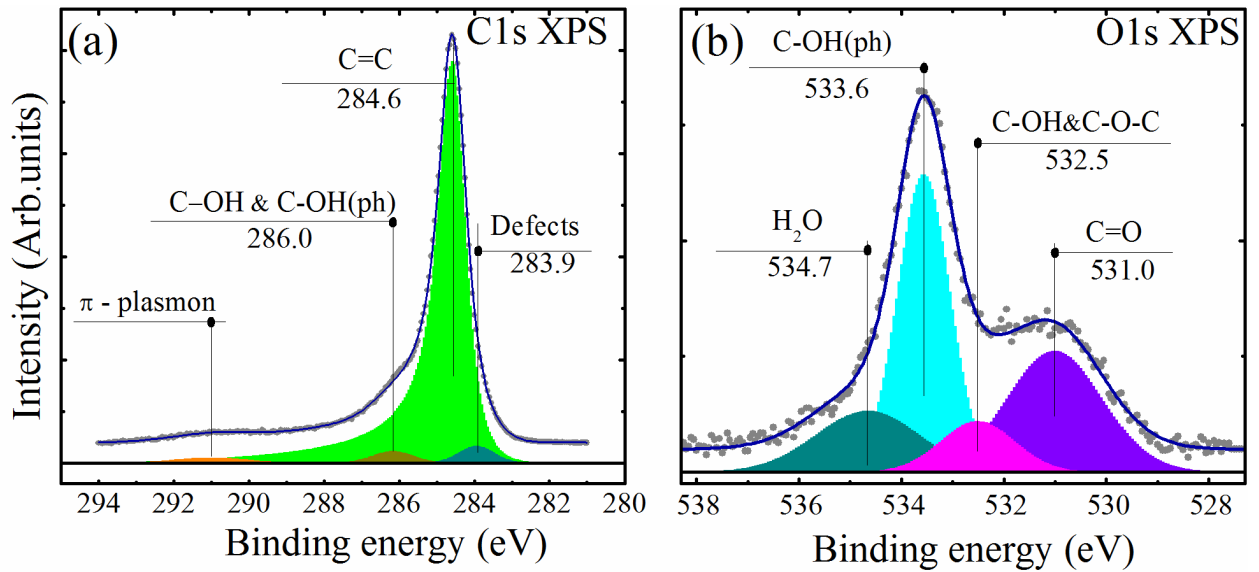 (a)
C1s XPS
C=C
284.6
C–OH & C-OH(ph)
286.0
Defects
283.9
π - plasmon
Intensity (Arb.units)
294 292 290 288 286 284 282 280
Binding energy (eV)
(b)
O1s XPS
C-OH(ph)
533.6
C-OH&C-O-C
532.5
H₂O
534.7
C=O
531.0
538 536 534 532 530 528
Binding energy (eV)